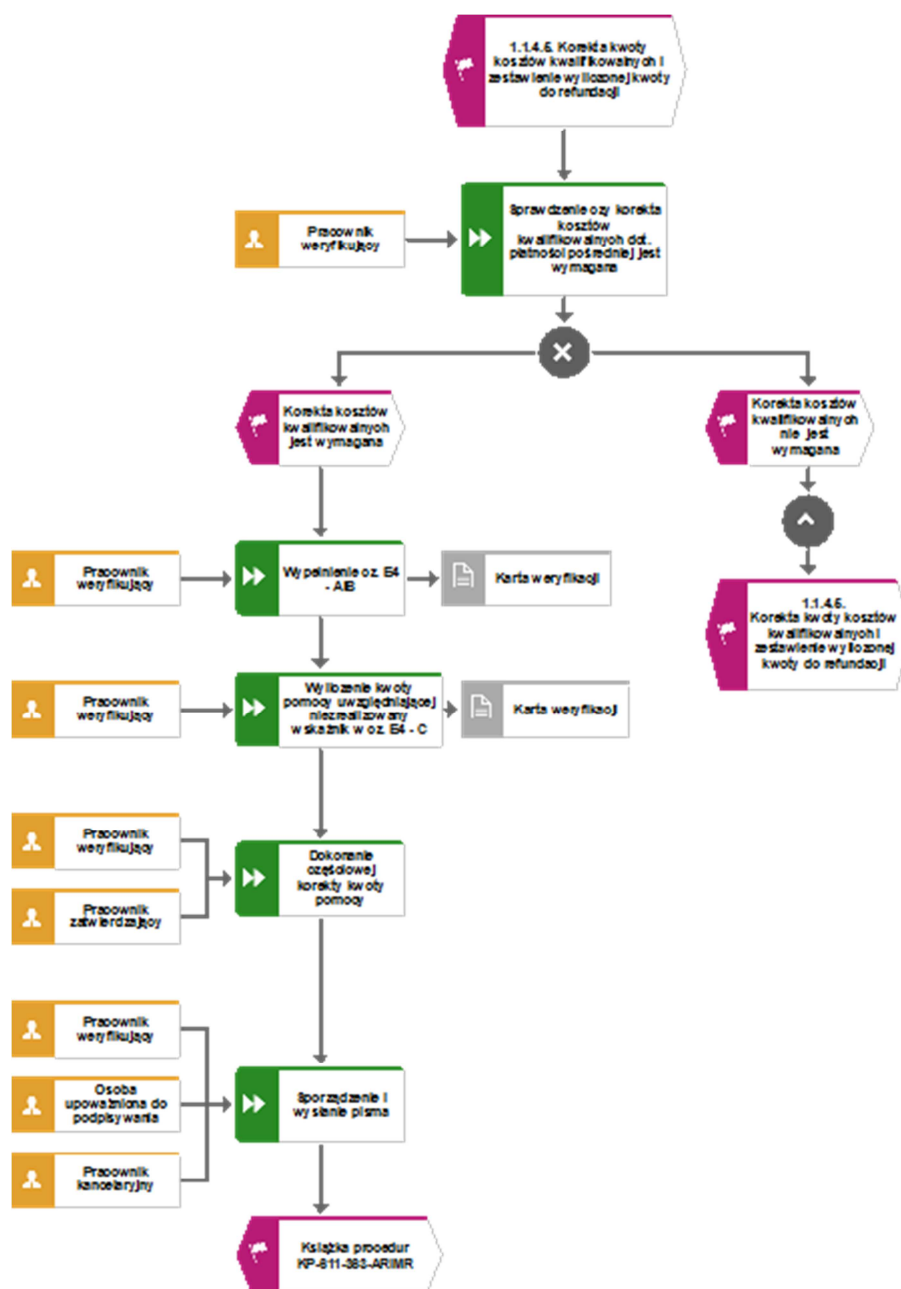 1.1.4.5. Korekta kwoty
kosztów kwalifikowalnych i
zestawienie wyliczonej kwoty
do refundacji
Pracownik
weryfikujący
Sprawdzenie czy korekta
kosztów
kwalifikowalnych dot.
płatności pośredniej jest
wymagana
Korekta kosztów
kwalifikowalnych
jest wymagana
Korekta kosztów
kwalifikowalnych
nie jest
wymagana
Pracownik
weryfikujący
Wypełnienie cz. E4
- A/B
Karta weryfikacji
1.1.4.5.
Korekta kwoty kosztów
kwalifikowalnych i
zestawienie wyliczonej
kwoty do refundacji
Pracownik
weryfikujący
Wyliczenie kwoty
pomocy uwzględniającej
niezrealizowany
wskaźnik w cz. E4 - C
Karta weryfikacji
Pracownik
weryfikujący
Pracownik
zatwierdzający
Dokonanie
częściowej
korekty kwoty
pomocy
Pracownik
weryfikujący
Osoba
upoważniona do
podpisywania
Pracownik
kancelaryjny
Sporządzenie i
wysłanie pisma
Książka procedur
KP-611-363-ARiMR